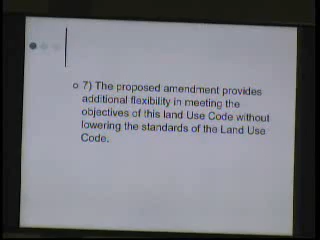 7) The proposed amendment provides
additional flexibility in meeting the
objectives of this land Use Code without
lowering the standards of the Land Use
Code.